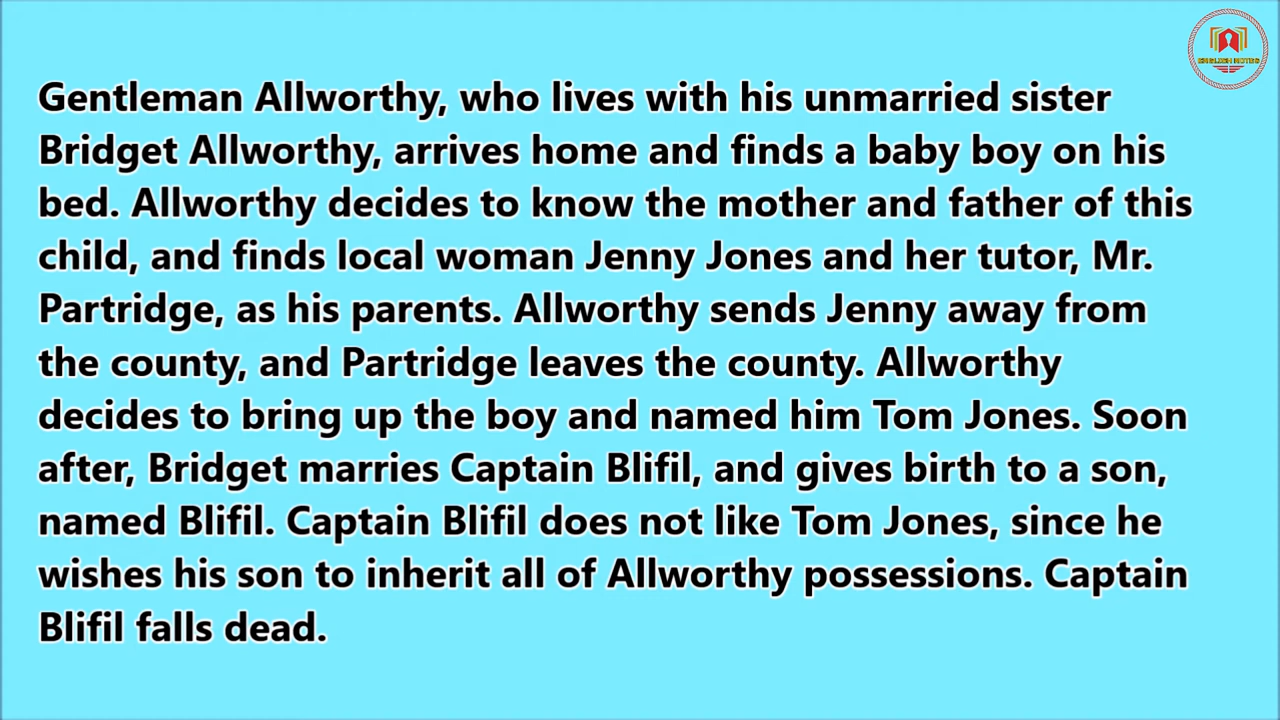 ENGLISH NOTES
Gentleman Allworthy, who lives with his unmarried sister
Bridget Allworthy, arrives home and finds a baby boy on his
bed. Allworthy decides to know the mother and father of this
child, and finds local woman Jenny Jones and her tutor, Mr.
Partridge, as his parents. Allworthy sends Jenny away from
the county, and Partridge leaves the county. Allworthy
decides to bring up the boy and named him Tom Jones. Soon
after, Bridget marries Captain Blifil, and gives birth to a son,
named Blifil. Captain Blifil does not like Tom Jones, since he
wishes his son to inherit all of Allworthy possessions. Captain
Blifil falls dead.